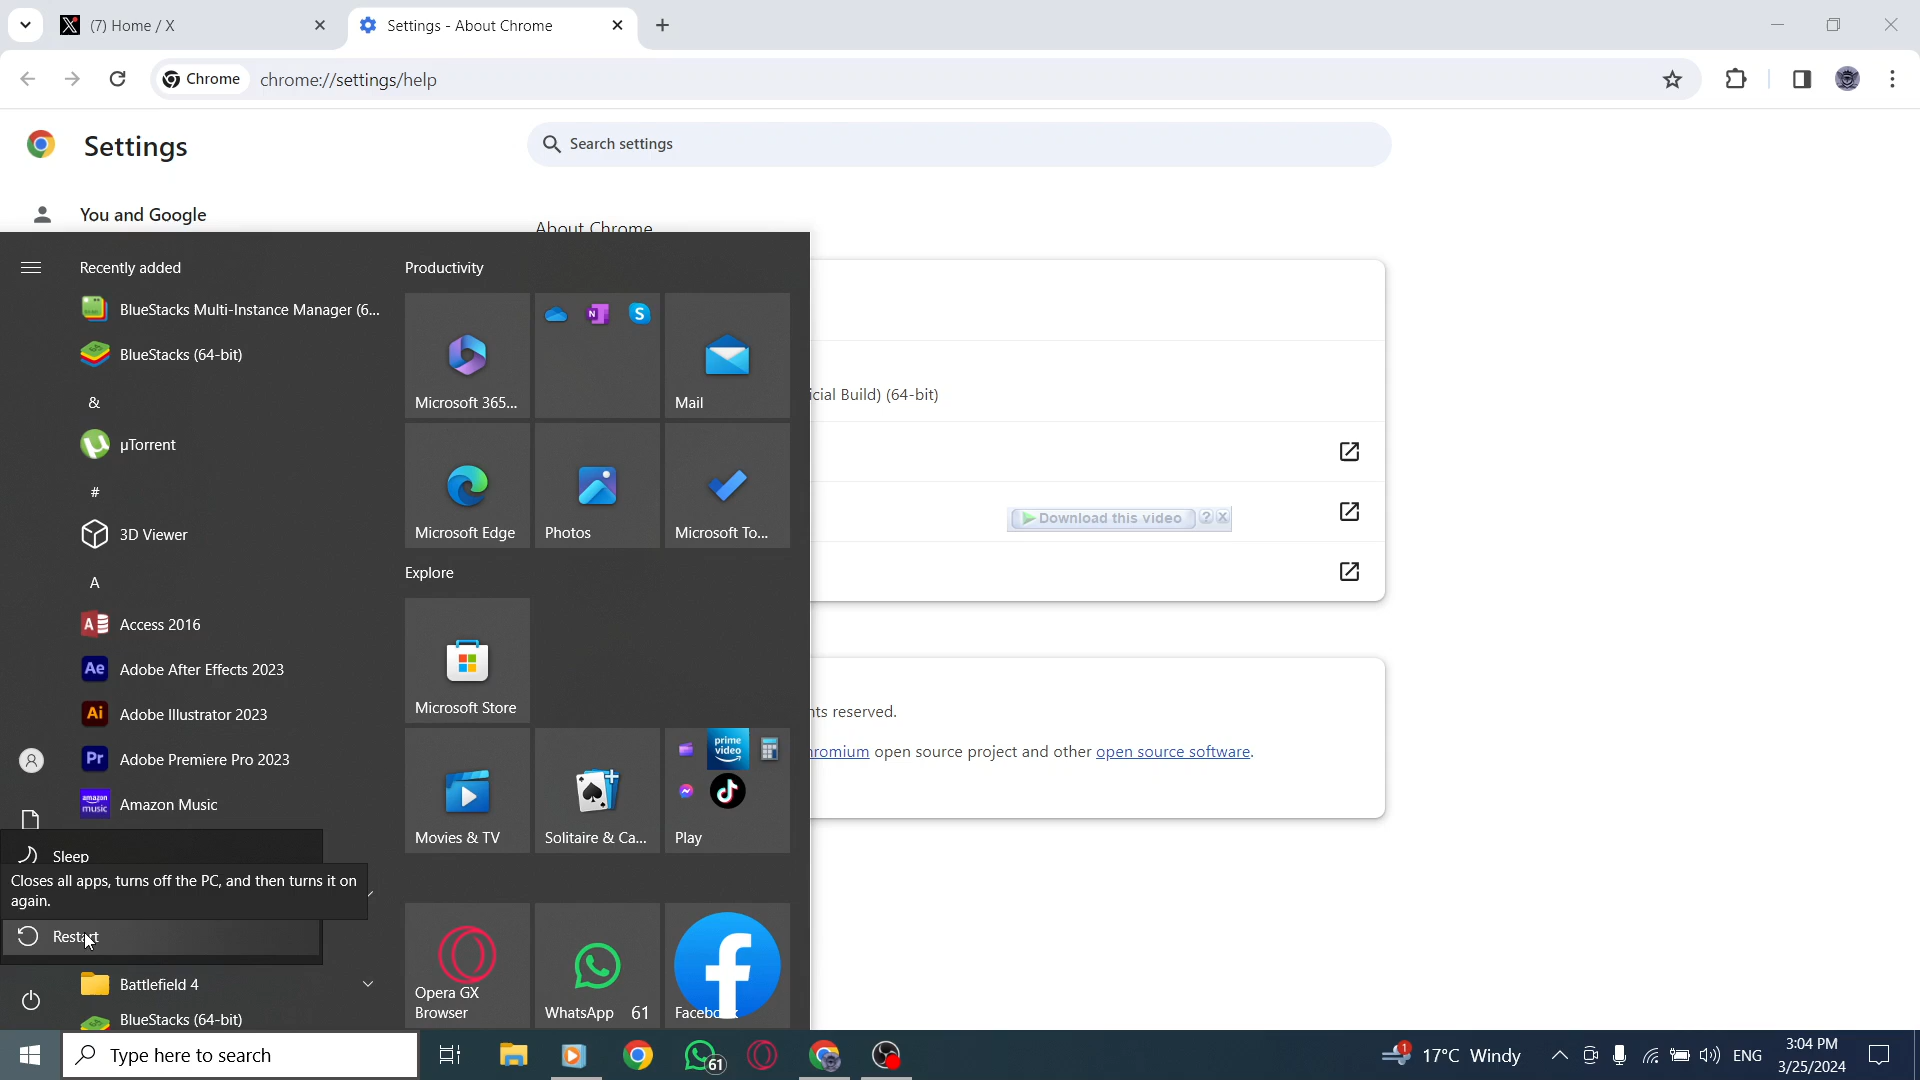 (7) Home / X
Settings - About Chrome
Chrome
chrome://settings/help
Settings
Search settings
You and Google
About Chrome
Recently added
BlueStacks Multi-Instance Manager (6...
BlueStacks (64-bit)
&
µTorrent
#
3D Viewer
A
Access 2016
Adobe After Effects 2023
Adobe Illustrator 2023
Adobe Premiere Pro 2023
amazon music
Amazon Music
Sleep
Closes all apps, turns off the PC, and then turns it on
again.
Restart
Battlefield 4
BlueStacks (64-bit)
Productivity
Microsoft 365...
Mail
Microsoft Edge
Photos
Microsoft To...
Explore
Microsoft Store
Movies & TV
Solitaire & Ca...
prime video
Play
Opera GX
Browser
WhatsApp 61
Facebook
icial Build) (64-bit)
Download this video ? X
nts reserved.
hromium open source project and other open source software.
Type here to search
61
1
17°C Windy
ENG
3:04 PM
3/25/2024